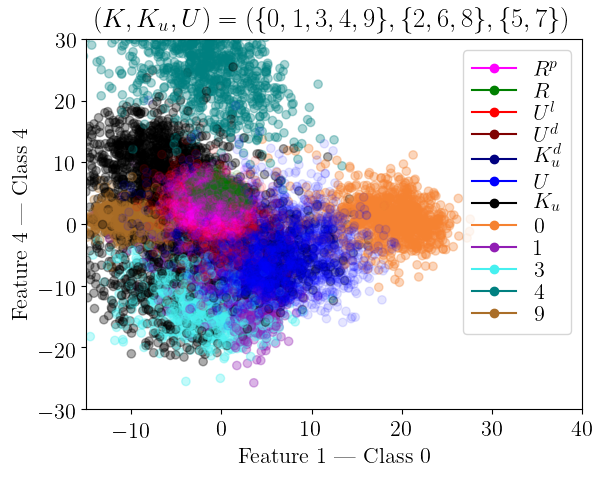 (K, K_u, U) = ({0, 1, 3, 4, 9}, {2, 6, 8}, {5, 7})
30
20
10
0
−10
−20
−30
Feature 4 — Class 4
R^p
R
U^l
U^d
K_u^d
U
K_u
0
1
3
4
9
−10
0
10
20
30
40
Feature 1 — Class 0